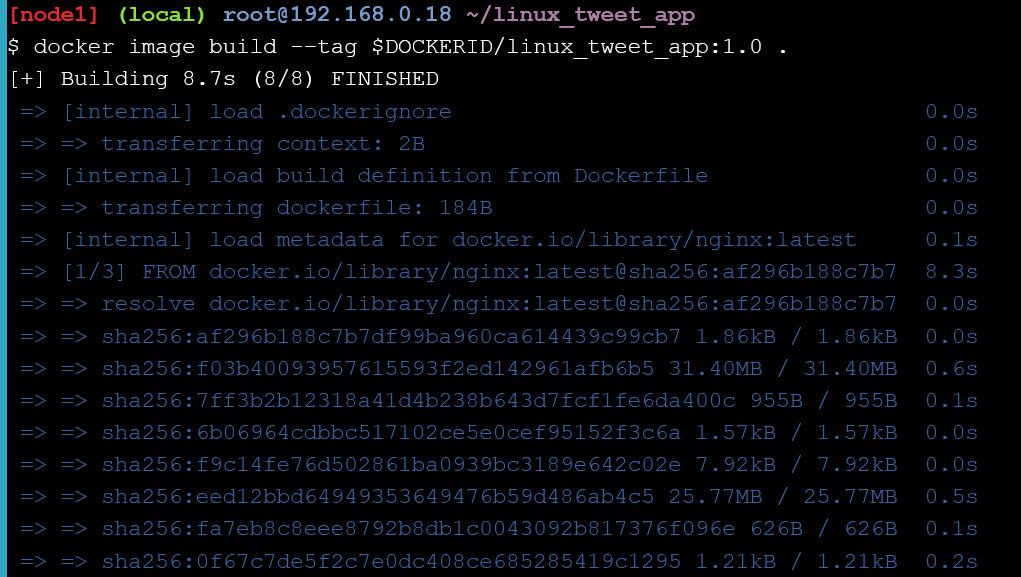 [node1] (local) root@192.168.0.18 ~/linux_tweet_app
$ docker image build --tag $DOCKERID/linux_tweet_app:1.0 .
[+] Building 8.7s (8/8) FINISHED
=> [internal] load .dockerignore 0.0s
=> => transferring context: 2B 0.0s
=> [internal] load build definition from Dockerfile 0.0s
=> => transferring dockerfile: 184B 0.0s
=> [internal] load metadata for docker.io/library/nginx:latest 0.1s
=> [1/3] FROM docker.io/library/nginx:latest@sha256:af296b188c7b7 8.3s
=> => resolve docker.io/library/nginx:latest@sha256:af296b188c7b7 0.0s
=> => sha256:af296b188c7b7df99ba960ca614439c99cb7 1.86kB / 1.86kB 0.0s
=> => sha256:f03b40093957615593f2ed142961afb6b5 31.40MB / 31.40MB 0.6s
=> => sha256:7ff3b2b12318a41d4b238b643d7fcf1fe6da400c 955B / 955B 0.1s
=> => sha256:6b06964cdbbc517102ce5e0cef95152f3c6a 1.57kB / 1.57kB 0.0s
=> => sha256:f9c14fe76d502861ba0939bc3189e642c02e 7.92kB / 7.92kB 0.0s
=> => sha256:eed12bbd64949353649476b59d486ab4c5 25.77MB / 25.77MB 0.5s
=> => sha256:fa7eb8c8eee8792b8db1c0043092b817376f096e 626B / 626B 0.1s
=> => sha256:0f67c7de5f2c7e0dc408ce685285419c1295 1.21kB / 1.21kB 0.2s